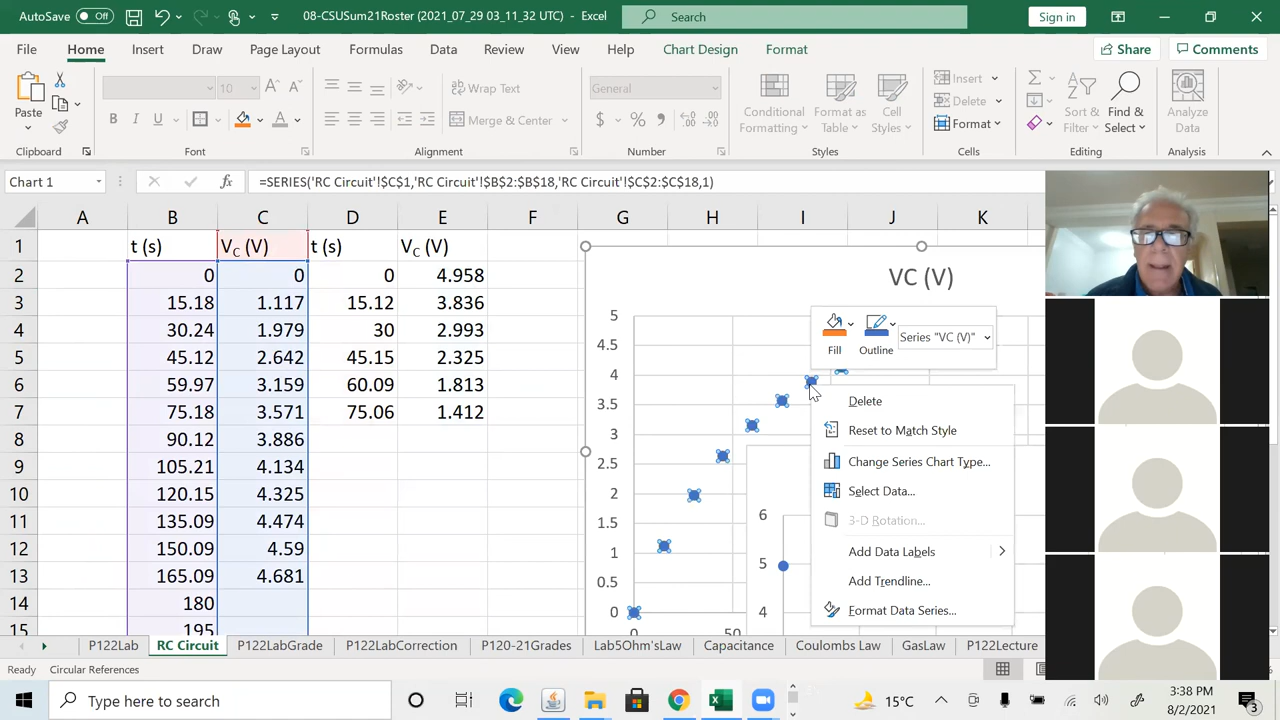 AutoSave Off 08-CSUSum21Roster (2021_07_29 03_11_32 UTC) - Excel Search Sign in
File Home Insert Draw Page Layout Formulas Data Review View Help Chart Design Format Share Comments
Paste 10 A A Wrap Text General Conditional Format as Cell Insert Sort & Find & Analyze
B I U A Merge & Center $ % Formatting Table Styles Delete Filter Select Data
Format
Clipboard Font Alignment Number Styles Cells Editing Analysis
Chart 1 fx =SERIES('RC Circuit'!$C$1,'RC Circuit'!$B$2:$B$18,'RC Circuit'!$C$2:$C$18,1)
A B C D E F G H I J K
1 t (s) VC (V) t (s) VC (V)
2 0 0 0 4.958
3 15.18 1.117 15.12 3.836
4 30.24 1.979 30 2.993
5 45.12 2.642 45.15 2.325
6 59.97 3.159 60.09 1.813
7 75.18 3.571 75.06 1.412
8 90.12 3.886
9 105.21 4.134
10 120.15 4.325
11 135.09 4.474
12 150.09 4.59
13 165.09 4.681
14 180
15 195
VC (V)
5
4.5
4
3.5
3
2.5
2
1.5
1
0.5
0
0 50
6
5
4
Fill Outline Series "VC (V)"
Delete
Reset to Match Style
Change Series Chart Type...
Select Data...
3-D Rotation...
Add Data Labels
Add Trendline...
Format Data Series...
P122Lab RC Circuit P122LabGrade P122LabCorrection P120-21Grades Lab5Ohm'sLaw Capacitance Coulombs Law GasLaw P122Lecture
Ready Circular References
Type here to search 15°C 3:38 PM
8/2/2021 3